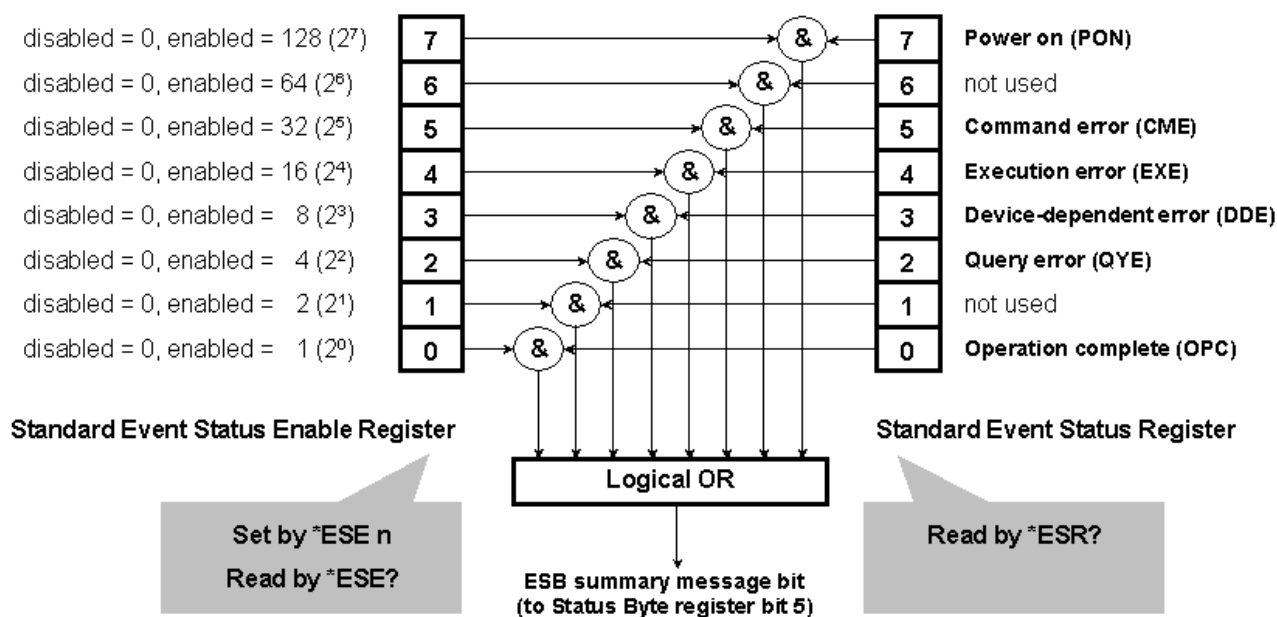 disabled = 0, enabled = 128 (2⁷) 7 & 7 Power on (PON)
disabled = 0, enabled = 64 (2⁶) 6 & 6 not used
disabled = 0, enabled = 32 (2⁵) 5 & 5 Command error (CME)
disabled = 0, enabled = 16 (2⁴) 4 & 4 Execution error (EXE)
disabled = 0, enabled = 8 (2³) 3 & 3 Device-dependent error (DDE)
disabled = 0, enabled = 4 (2²) 2 & 2 Query error (QYE)
disabled = 0, enabled = 2 (2¹) 1 & 1 not used
disabled = 0, enabled = 1 (2⁰) 0 & 0 Operation complete (OPC)
Standard Event Status Enable Register Standard Event Status Register
Logical OR
Set by *ESE n Read by *ESR?
Read by *ESE?
ESB summary message bit
(to Status Byte register bit 5)